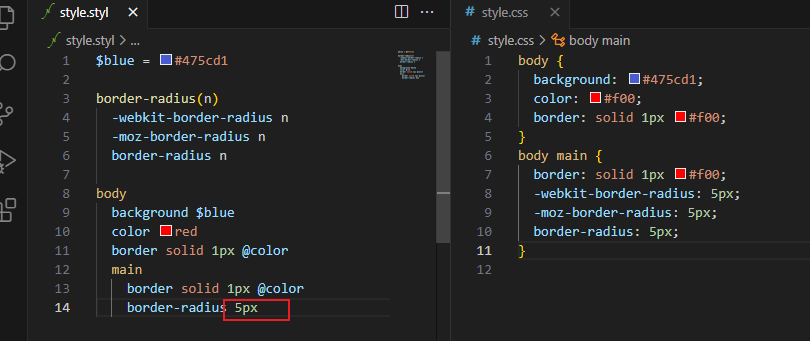 style.styl
style.styl > ...
1 $blue = #475cd1
2
3 border-radius(n)
4 -webkit-border-radius n
5 -moz-border-radius n
6 border-radius n
7
8 body
9 background $blue
10 color red
11 border solid 1px @color
12 main
13 border solid 1px @color
14 border-radius 5px
# style.css
# style.css > body main
1 body {
2 background: #475cd1;
3 color: #f00;
4 border: solid 1px #f00;
5 }
6 body main {
7 border: solid 1px #f00;
8 -webkit-border-radius: 5px;
9 -moz-border-radius: 5px;
10 border-radius: 5px;
11 }
12